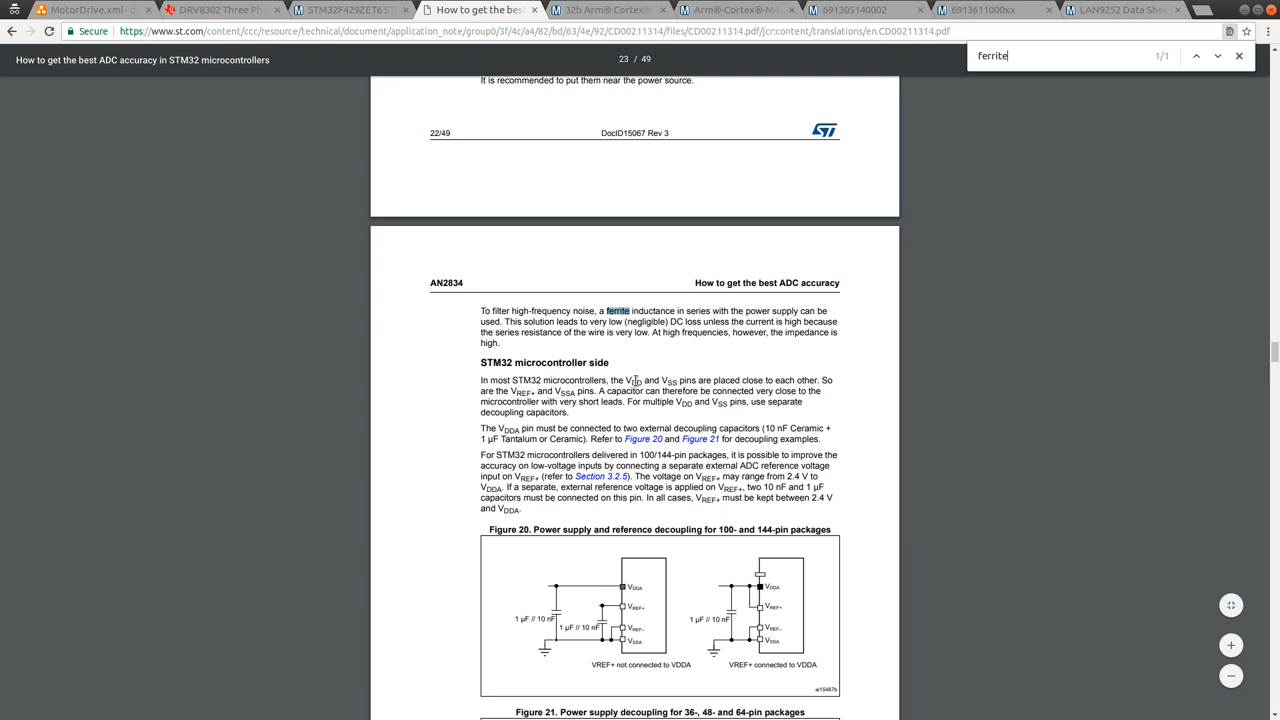 MotorDrive.xml - d
DRV8302 Three Ph
STM32F429ZET6 ST
How to get the bes
32b Arm® Cortex®
Arm®-Cortex®-M4
691305140002
6913611000xx
LAN9252 Data She
Secure
https://www.st.com/content/ccc/resource/technical/document/application_note/group0/3f/4c/a4/82/bd/63/4e/92/CD00211314/files/CD00211314.pdf/jcr:content/translations/en.CD00211314.pdf
How to get the best ADC accuracy in STM32 microcontrollers
23 / 49
ferrite
1/1
It is recommended to put them near the power source.
22/49
DocID15067 Rev 3
ST
AN2834
How to get the best ADC accuracy
To filter high-frequency noise, a ferrite inductance in series with the power supply can be
used. This solution leads to very low (negligible) DC loss unless the current is high because
the series resistance of the wire is very low. At high frequencies, however, the impedance is
high.
STM32 microcontroller side
In most STM32 microcontrollers, the VDD and VSS pins are placed close to each other. So
are the VREF+ and VSSA pins. A capacitor can therefore be connected very close to the
microcontroller with very short leads. For multiple VDD and VSS pins, use separate
decoupling capacitors.
The VDDA pin must be connected to two external decoupling capacitors (10 nF Ceramic +
1 µF Tantalum or Ceramic). Refer to Figure 20 and Figure 21 for decoupling examples.
For STM32 microcontrollers delivered in 100/144-pin packages, it is possible to improve the
accuracy on low-voltage inputs by connecting a separate external ADC reference voltage
input on VREF+ (refer to Section 3.2.5). The voltage on VREF+ may range from 2.4 V to
VDDA. If a separate, external reference voltage is applied on VREF+, two 10 nF and 1 µF
capacitors must be connected on this pin. In all cases, VREF+ must be kept between 2.4 V
and VDDA.
Figure 20. Power supply and reference decoupling for 100- and 144-pin packages
VDDA
VREF+
VREF–
VSSA
1 µF // 10 nF
1 µF // 10 nF
VREF+ not connected to VDDA
VDDA
VREF+
VREF–
VSSA
1 µF // 10 nF
VREF+ connected to VDDA
ai15487b
Figure 21. Power supply decoupling for 36-, 48- and 64-pin packages